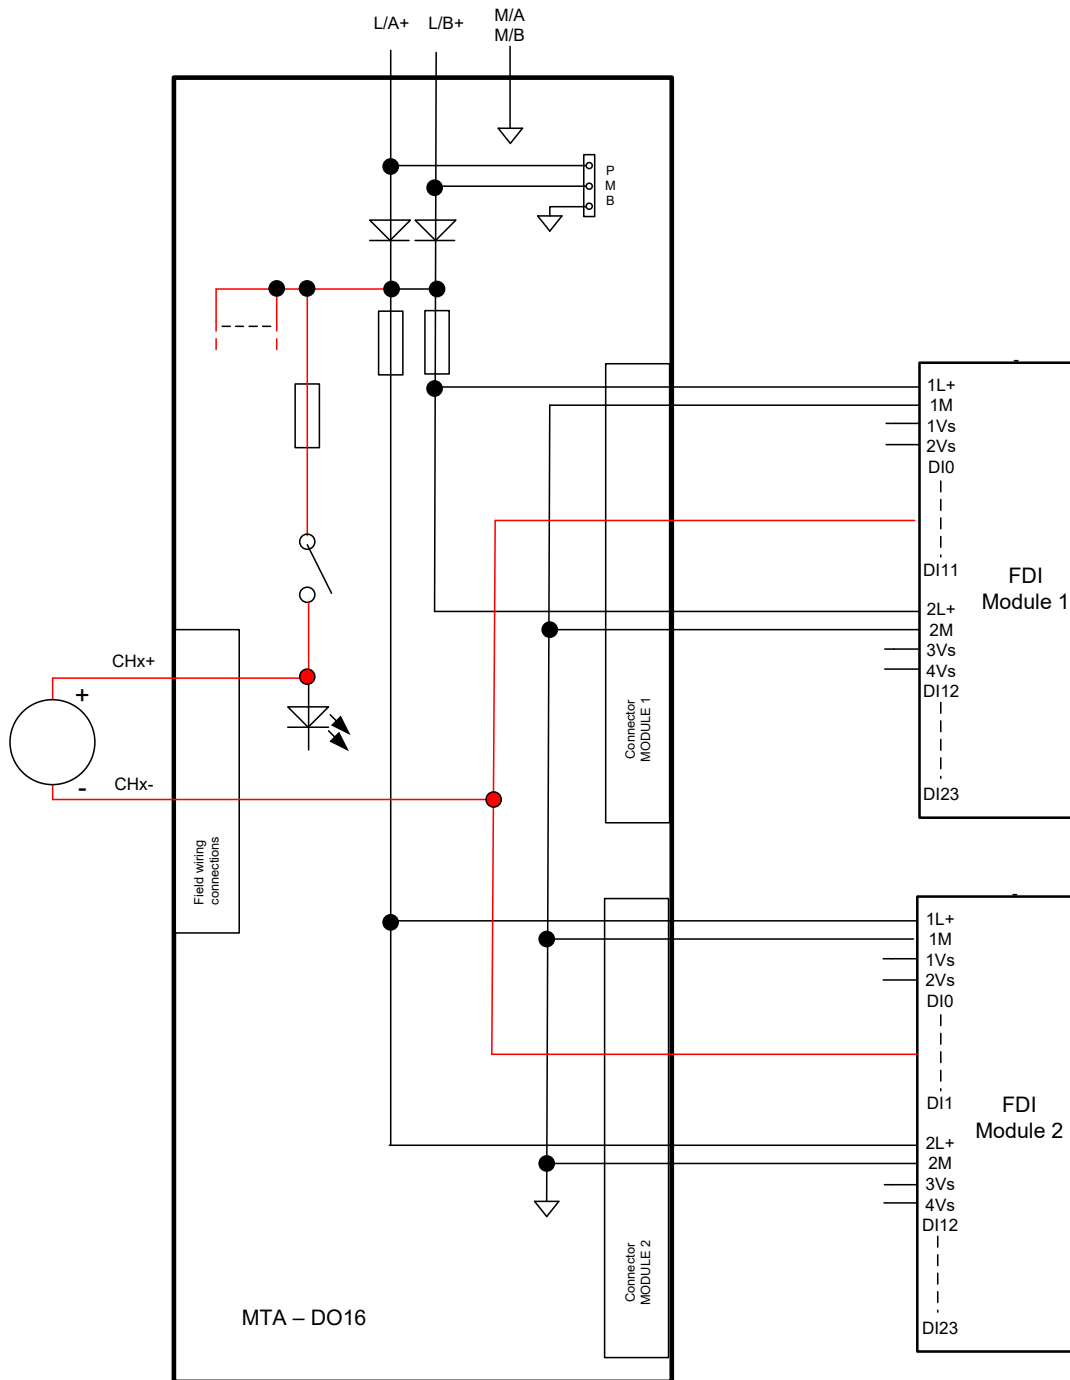 L/A+
L/B+
M/A
M/B
P
M
B
1L+
1M
1Vs
2Vs
DI0
DI11
FDI
Module 1
2L+
2M
3Vs
4Vs
DI12
DI23
CHx+
+
-
CHx-
Connector
MODULE 1
Field wiring
connections
1L+
1M
1Vs
2Vs
DI0
DI1
FDI
Module 2
2L+
2M
3Vs
4Vs
DI12
DI23
Connector
MODULE 2
MTA – DO16